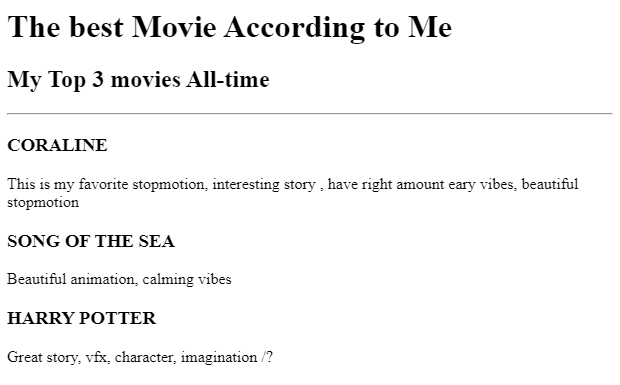 The best Movie According to Me
My Top 3 movies All-time
CORALINE
This is my favorite stopmotion, interesting story , have right amount eary vibes, beautiful
stopmotion
SONG OF THE SEA
Beautiful animation, calming vibes
HARRY POTTER
Great story, vfx, character, imagination /?